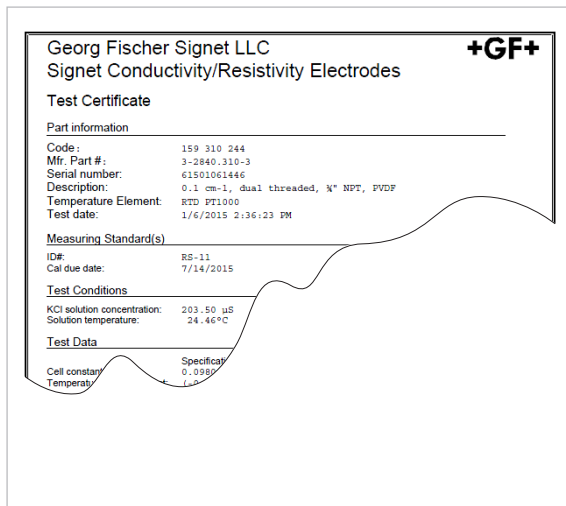 Georg Fischer Signet LLC +GF+
Signet Conductivity/Resistivity Electrodes
Test Certificate
Part information
Code: 159 310 244
Mfr. Part #: 3-2840.310-3
Serial number: 61501061446
Description: 0.1 cm-1, dual threaded, ¾" NPT, PVDF
Temperature Element: RTD PT1000
Test date: 1/6/2015 2:36:23 PM
Measuring Standard(s)
ID#: RS-11
Cal due date: 7/14/2015
Test Conditions
KCl solution concentration: 203.50 µS
Solution temperature: 24.46°C
Test Data
Cell 0.0980